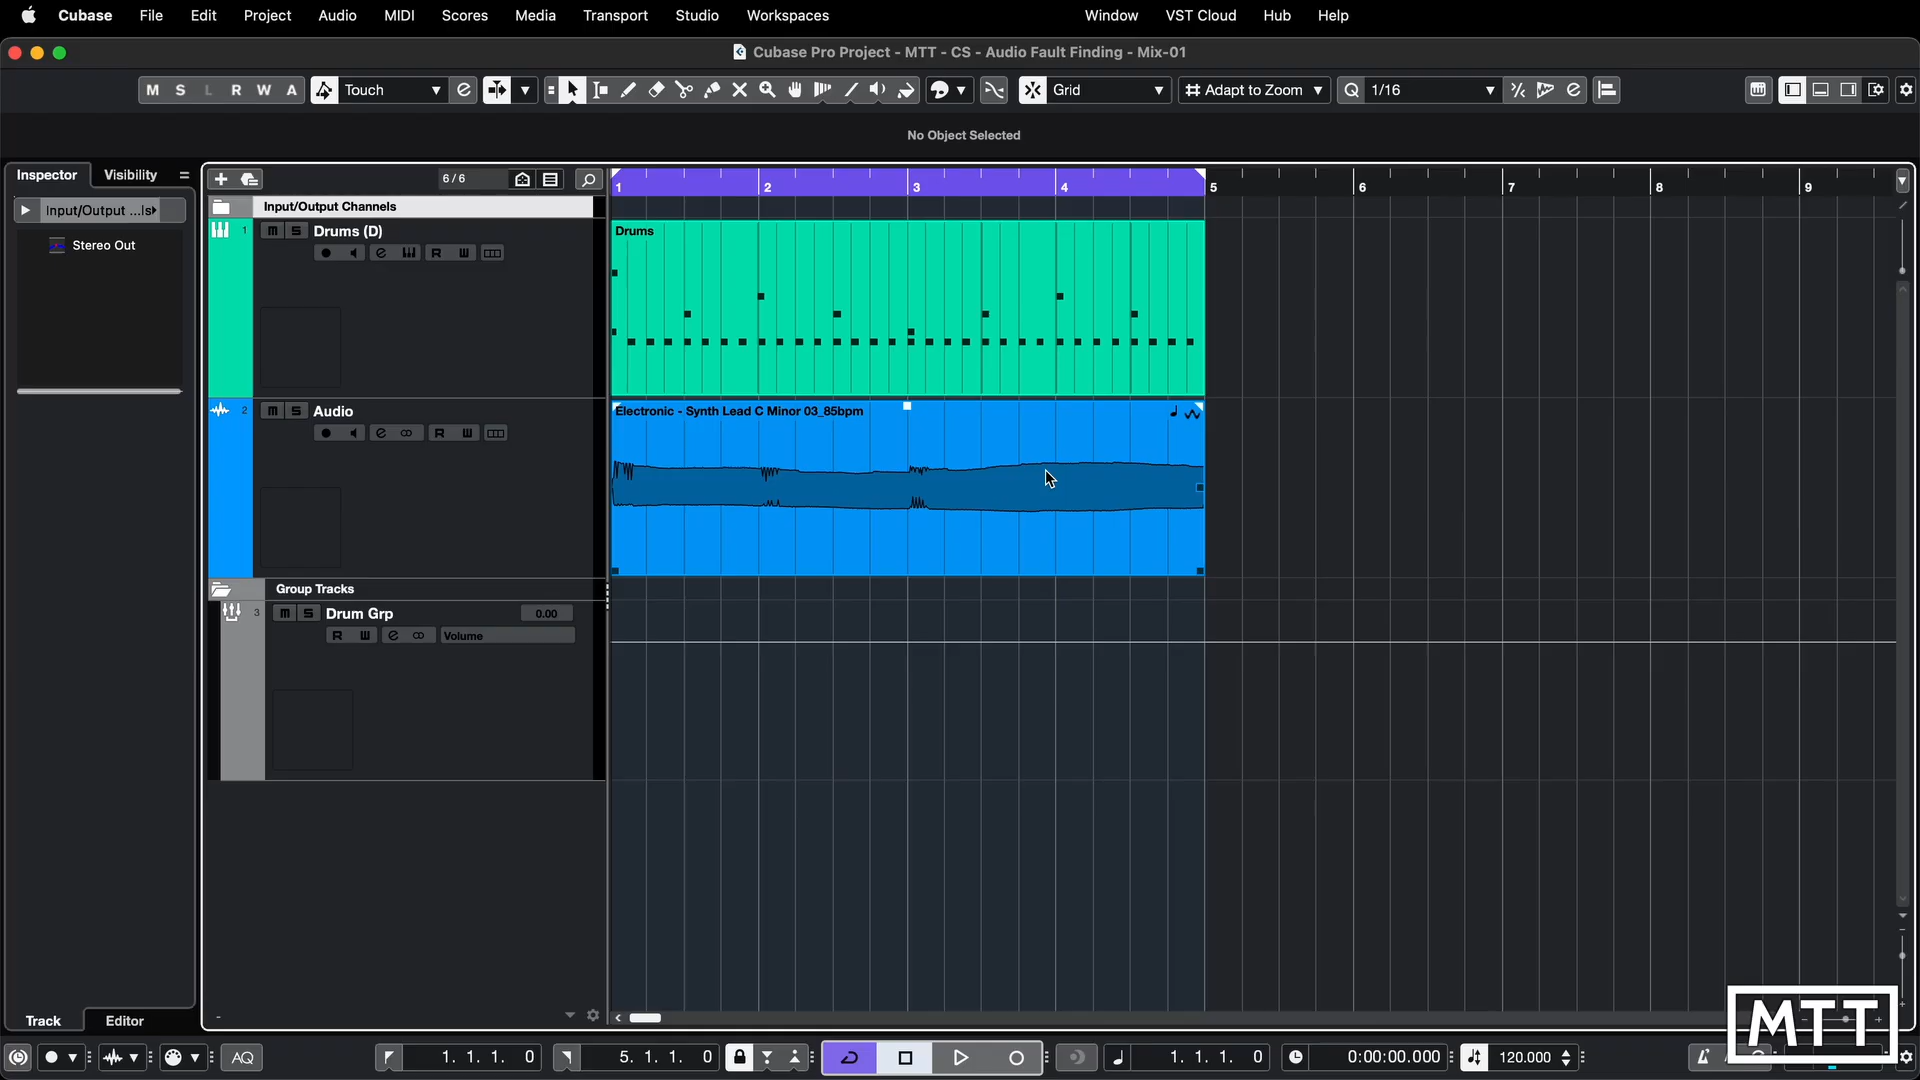 Cubase File Edit Project Audio MIDI Scores Media Transport Studio Workspaces Window VST Cloud Hub Help
Cubase Pro Project - MTT - CS - Audio Fault Finding - Mix-01
M S L R W A Touch Grid Adapt to Zoom Q 1/16
No Object Selected
Inspector Visibility
Input/Output ...ls
Stereo Out
6 / 6
1 2 3 4 5 6 7 8 9
Input/Output Channels
1 m S Drums (D)
R W
Drums
2 m S Audio
R W
Electronic - Synth Lead C Minor 03_85bpm
Group Tracks
3 m S Drum Grp 0.00
R W Volume
Track Editor
MTT
AQ 1. 1. 1. 0 5. 1. 1. 0 1. 1. 1. 0 0:00:00.000 120.000